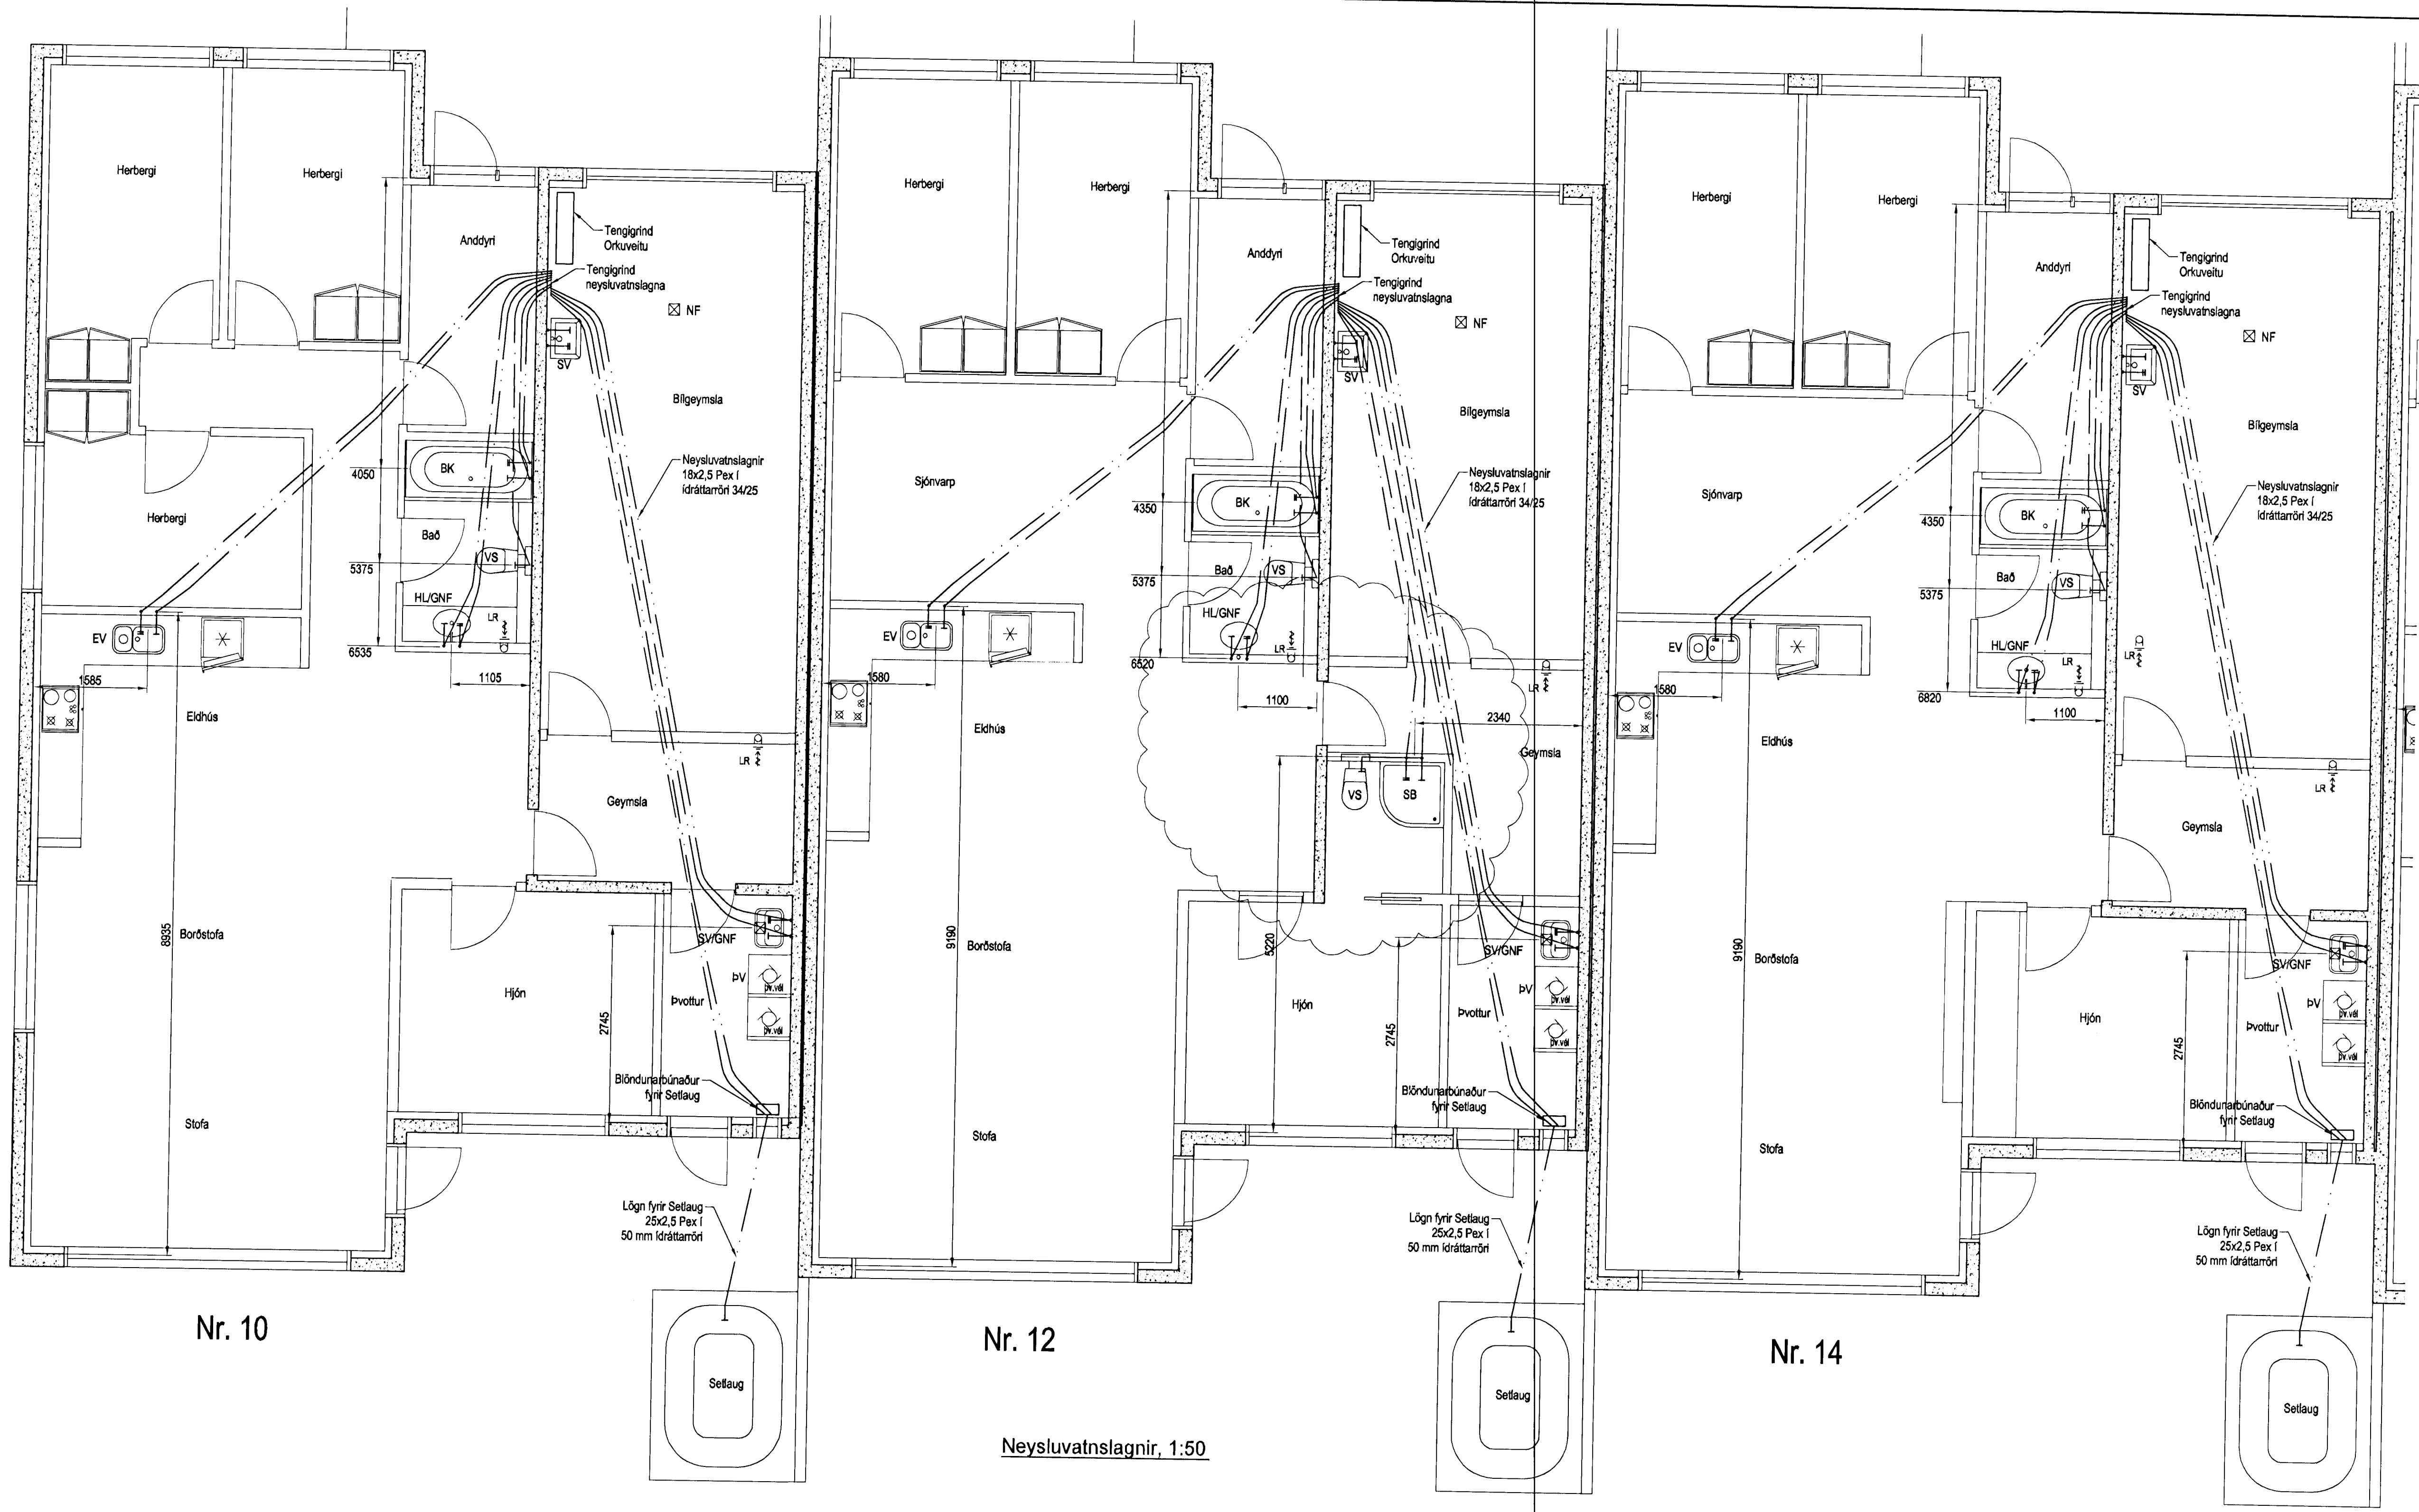 Herbergi
Herbergi
Anddyri
Tengigrind
Orkuveitu
Tengigrind
neysluvatnslagna
NF
SV
Bílgeymsla
4050
BK
Neysluvatnslagnir
18x2,5 Pex í
ídráttarröri 34/25
Herbergi
Bað
VS
5375
HL/GNF
LR
EV
6535
1585
1105
Eldhús
LR
Geymsla
8935
Borðstofa
SV/GNF
ÞV
Þv.vél
Þv.vél
Hjón
Þvottur
2745
Blöndunarbúnaður
fyrir Setlaug
Stofa
Lögn fyrir Setlaug
25x2,5 Pex í
50 mm ídráttarröri
Setlaug
Nr. 10
Herbergi
Herbergi
Anddyri
Tengigrind
Orkuveitu
Tengigrind
neysluvatnslagna
NF
SV
Bílgeymsla
Sjónvarp
4350
BK
Neysluvatnslagnir
18x2,5 Pex í
ídráttarröri 34/25
Bað
VS
5375
HL/GNF
LR
EV
6520
1580
1100
LR
2340
Eldhús
Geymsla
VS
SB
9190
Borðstofa
5220
SV/GNF
ÞV
Þv.vél
Þv.vél
Hjón
Þvottur
2745
Blöndunarbúnaður
fyrir Setlaug
Stofa
Lögn fyrir Setlaug
25x2,5 Pex í
50 mm ídráttarröri
Setlaug
Nr. 12
Herbergi
Herbergi
Anddyri
Tengigrind
Orkuveitu
Tengigrind
neysluvatnslagna
NF
SV
Bílgeymsla
Sjónvarp
4350
BK
Neysluvatnslagnir
18x2,5 Pex í
ídráttarröri 34/25
Bað
VS
5375
HL/GNF
LR
LR
EV
6820
1580
1100
Eldhús
LR
Geymsla
9190
Borðstofa
SV/GNF
ÞV
Þv.vél
Þv.vél
Hjón
Þvottur
2745
Blöndunarbúnaður
fyrir Setlaug
Stofa
Lögn fyrir Setlaug
25x2,5 Pex í
50 mm ídráttarröri
Setlaug
Nr. 14
Neysluvatnslagnir, 1:50